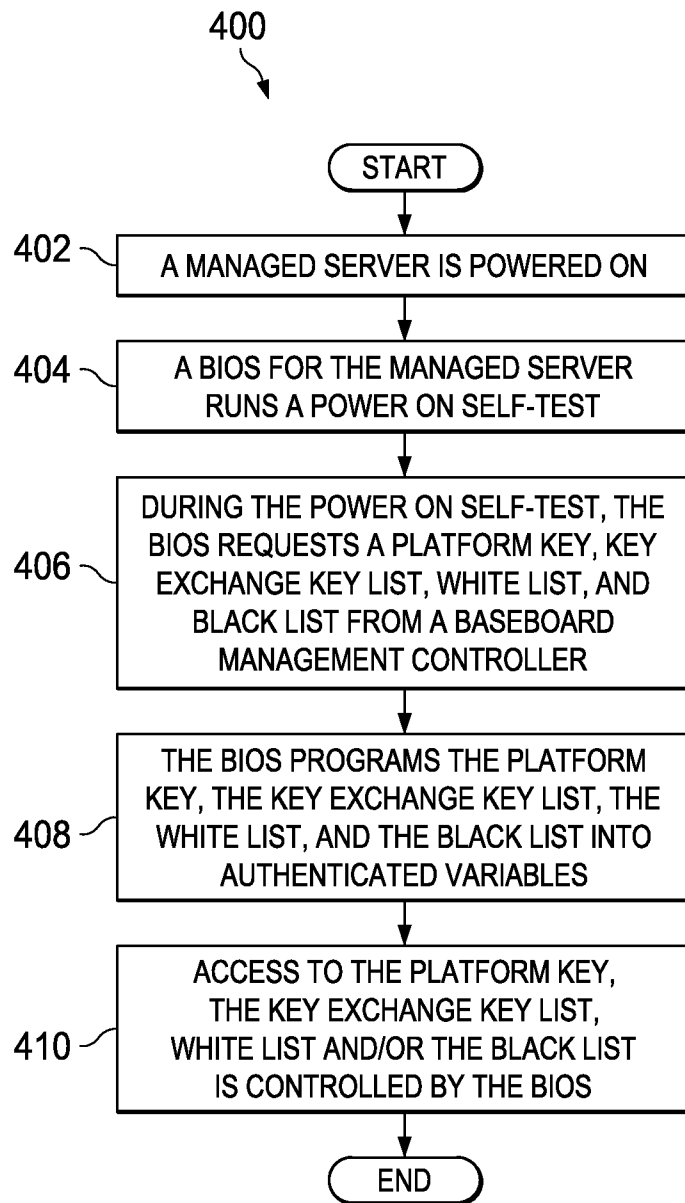 400
START
402
A MANAGED SERVER IS POWERED ON
404
A BIOS FOR THE MANAGED SERVER
RUNS A POWER ON SELF-TEST
406
DURING THE POWER ON SELF-TEST, THE
BIOS REQUESTS A PLATFORM KEY, KEY
EXCHANGE KEY LIST, WHITE LIST, AND
BLACK LIST FROM A BASEBOARD
MANAGEMENT CONTROLLER
408
THE BIOS PROGRAMS THE PLATFORM
KEY, THE KEY EXCHANGE KEY LIST, THE
WHITE LIST, AND THE BLACK LIST INTO
AUTHENTICATED VARIABLES
410
ACCESS TO THE PLATFORM KEY,
THE KEY EXCHANGE KEY LIST,
WHITE LIST AND/OR THE BLACK LIST
IS CONTROLLED BY THE BIOS
END